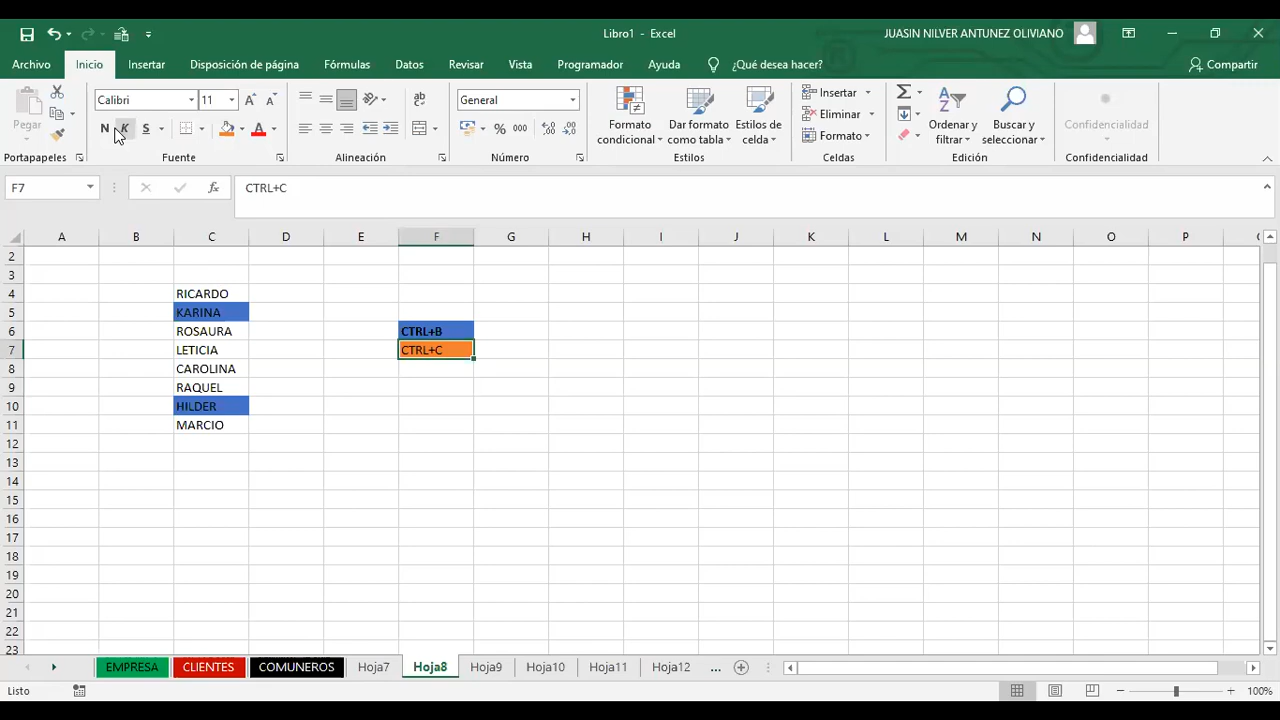 Libro1 - Excel
JUASIN NILVER ANTUNEZ OLIVIANO
Archivo Inicio Insertar Disposición de página Fórmulas Datos Revisar Vista Programador Ayuda ¿Qué desea hacer? Compartir
Pegar
Calibri 11
N K S
General
% 000
Formato condicional
Dar formato como tabla
Estilos de celda
Insertar
Eliminar
Formato
Ordenar y filtrar
Buscar y seleccionar
Confidencialidad
Portapapeles Fuente Alineación Número Estilos Celdas Edición Confidencialidad
F7 fx CTRL+C
A B C D E F G H I J K L M N O P
2
3
4 RICARDO
5 KARINA
6 ROSAURA CTRL+B
7 LETICIA CTRL+C
8 CAROLINA
9 RAQUEL
10 HILDER
11 MARCIO
12
13
14
15
16
17
18
19
20
21
22
23
EMPRESA CLIENTES COMUNEROS Hoja7 Hoja8 Hoja9 Hoja10 Hoja11 Hoja12 ...
Listo 100%